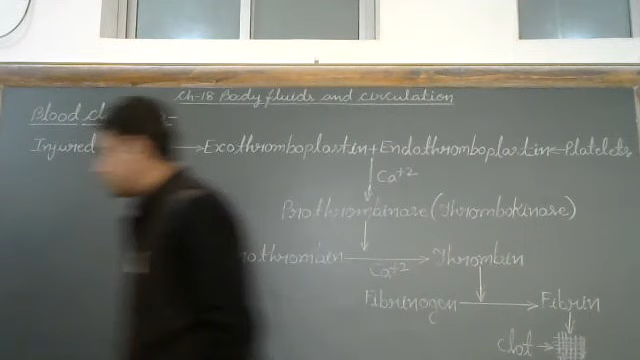 Ch-18 Body fluids and circulation
Blood
Injured → Exothromboplastin + Endothromboplastin ← Platelets
Ca+2
Prothrombinase (Thrombokinase)
rothrombin → Thrombin
Ca+2
Fibrinogen → Fibrin
Clot →